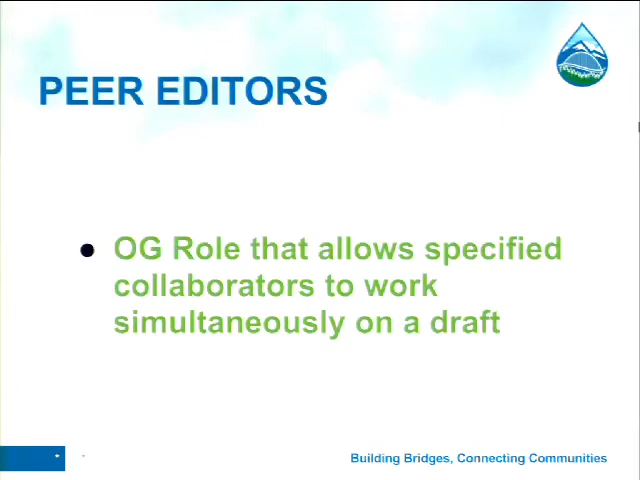 PEER EDITORS
● OG Role that allows specified
collaborators to work
simultaneously on a draft
Building Bridges, Connecting Communities